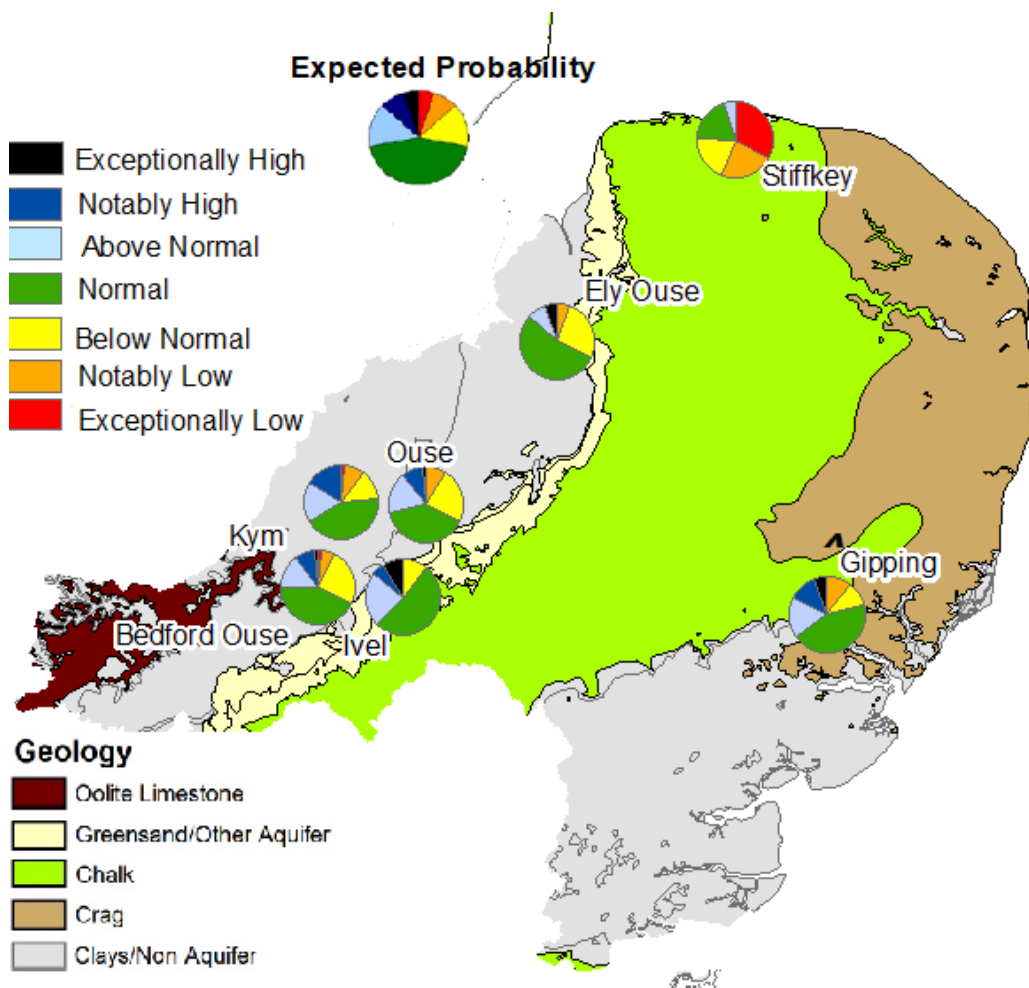 Expected Probability
Exceptionally High
Notably High
Above Normal
Normal
Below Normal
Notably Low
Exceptionally Low
Stiffkey
Ely Ouse
Ouse
Kym
Bedford Ouse
Ivel
Gipping
Geology
Oolite Limestone
Greensand/Other Aquifer
Chalk
Crag
Clays/Non Aquifer